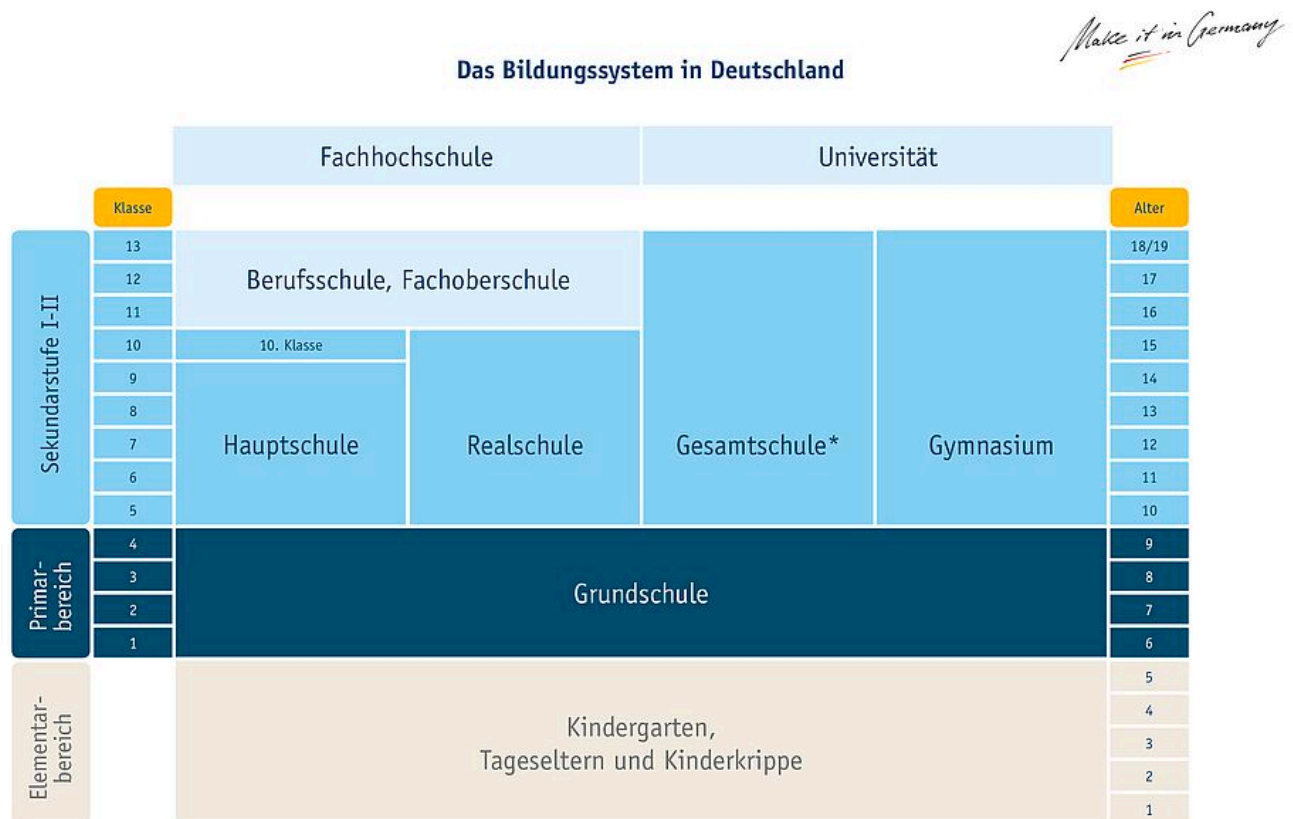 Make it in Germany
Das Bildungssystem in Deutschland
Fachhochschule
Universität
Klasse
Alter
Sekundarstufe I-II
13
12
11
10
9
8
7
6
5
Berufsschule, Fachoberschule
10. Klasse
Hauptschule
Realschule
Gesamtschule*
Gymnasium
18/19
17
16
15
14
13
12
11
10
Primar-
bereich
4
3
2
1
Grundschule
9
8
7
6
Elementar-
bereich
Kindergarten,
Tageseltern und Kinderkrippe
5
4
3
2
1